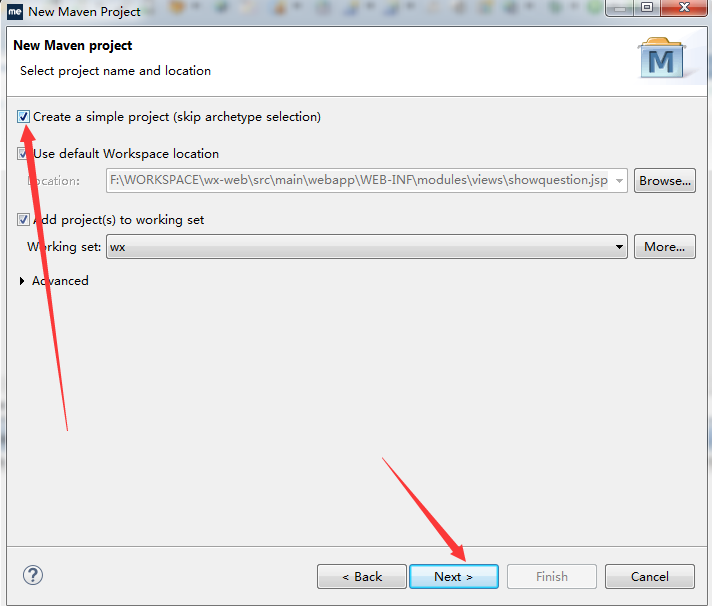 me New Maven Project
New Maven project
Select project name and location
M
Create a simple project (skip archetype selection)
Use default Workspace location
Location: F:\WORKSPACE\wx-web\src\main\webapp\WEB-INF\modules\views\showquestion.jsp Browse...
Add project(s) to working set
Working set: wx More...
Advanced
? < Back Next > Finish Cancel